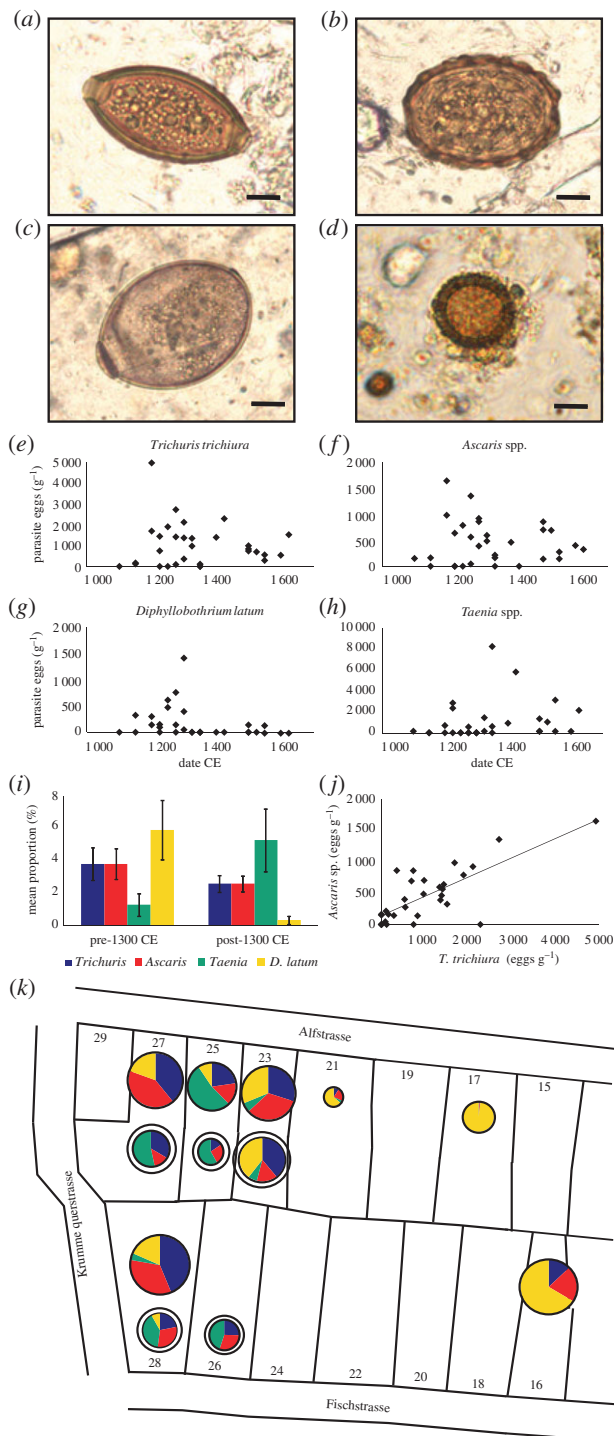 (a)
(b)
(c)
(d)
(e) Trichuris trichiura
parasite eggs (g⁻¹)
5 000
4 000
3 000
2 000
1 000
0
1 000 1 200 1 400 1 600
(f) Ascaris spp.
2 000
1 500
1 000
500
0
1 000 1 200 1 400 1 600
(g) Diphyllobothrium latum
parasite eggs (g⁻¹)
2 000
1 500
1 000
500
0
1 000 1 200 1 400 1 600
date CE
(h) Taenia spp.
10 000
8 000
6 000
4 000
2 000
0
1 000 1 200 1 400 1 600
date CE
(i)
mean proportion (%)
8
6
4
2
0
pre-1300 CE post-1300 CE
Trichuris Ascaris Taenia D. latum
(j)
Ascaris sp. (eggs g⁻¹)
1 500
1 000
500
0
0 1 000 2 000 3 000 4 000 5 000
T. trichiura (eggs g⁻¹)
(k)
Alfstrasse
29 27 25 23 21 19 17 15
Krumme querstrasse
28 26 24 22 20 18 16
Fischstrasse